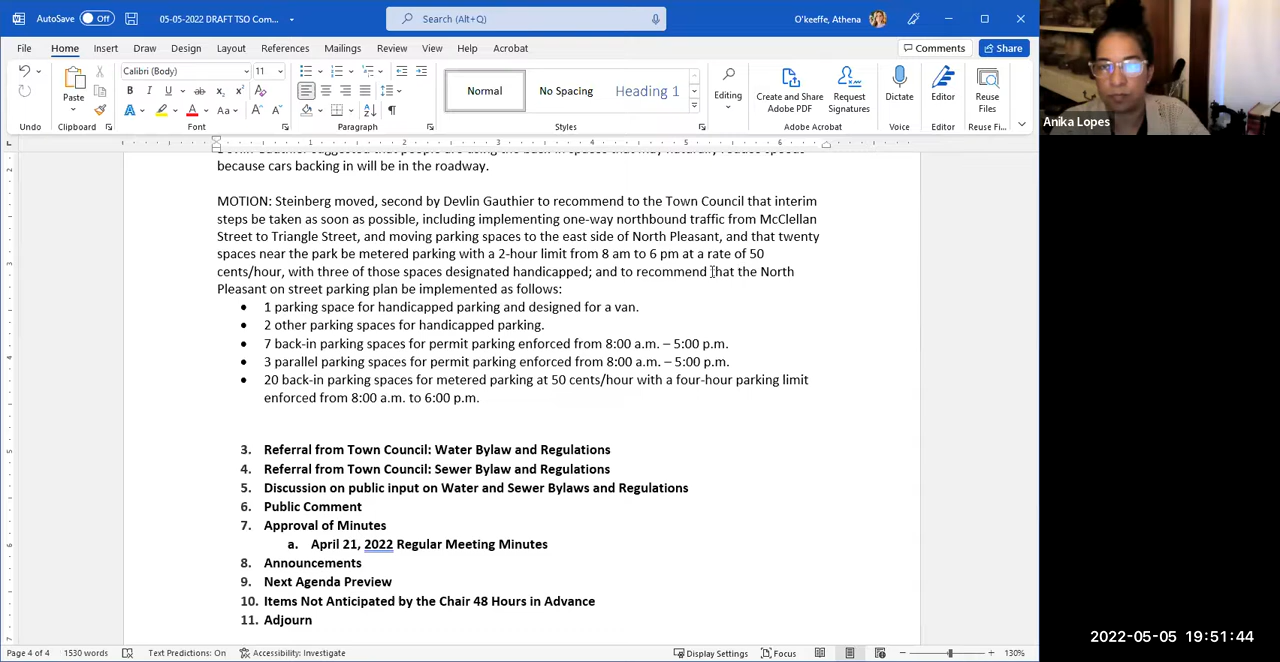 AutoSave Off 05-05-2022 DRAFT TSO Com... Search (Alt+Q) O'keeffe, Athena
File Home Insert Draw Design Layout References Mailings Review View Help Acrobat Comments Share
Calibri (Body) 11
Paste
B I U ab x₂ x² A
A A Aa A A
Normal No Spacing Heading 1
Editing
Create and Share Adobe PDF
Request Signatures
Dictate
Editor
Reuse Files
Undo Clipboard Font Paragraph Styles Adobe Acrobat Voice Editor Reuse Fi...
Anika Lopes
because cars backing in will be in the roadway.
MOTION: Steinberg moved, second by Devlin Gauthier to recommend to the Town Council that interim
steps be taken as soon as possible, including implementing one-way northbound traffic from McClellan
Street to Triangle Street, and moving parking spaces to the east side of North Pleasant, and that twenty
spaces near the park be metered parking with a 2-hour limit from 8 am to 6 pm at a rate of 50
cents/hour, with three of those spaces designated handicapped; and to recommend that the North
Pleasant on street parking plan be implemented as follows:
• 1 parking space for handicapped parking and designed for a van.
• 2 other parking spaces for handicapped parking.
• 7 back-in parking spaces for permit parking enforced from 8:00 a.m. – 5:00 p.m.
• 3 parallel parking spaces for permit parking enforced from 8:00 a.m. – 5:00 p.m.
• 20 back-in parking spaces for metered parking at 50 cents/hour with a four-hour parking limit
enforced from 8:00 a.m. to 6:00 p.m.
3. Referral from Town Council: Water Bylaw and Regulations
4. Referral from Town Council: Sewer Bylaw and Regulations
5. Discussion on public input on Water and Sewer Bylaws and Regulations
6. Public Comment
7. Approval of Minutes
a. April 21, 2022 Regular Meeting Minutes
8. Announcements
9. Next Agenda Preview
10. Items Not Anticipated by the Chair 48 Hours in Advance
11. Adjourn
2022-05-05 19:51:44
Page 4 of 4 1530 words Text Predictions: On Accessibility: Investigate Display Settings Focus 130%